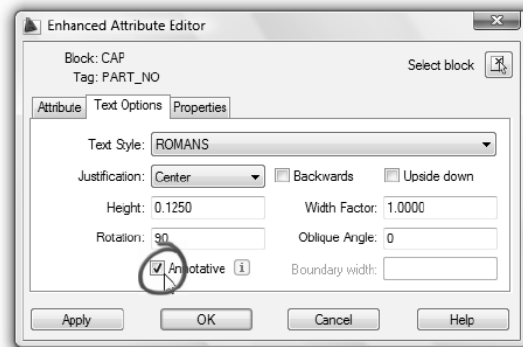 Enhanced Attribute Editor
Block: CAP
Tag: PART_NO
Select block
Attribute Text Options Properties
Text Style: ROMANS
Justification: Center Backwards Upside down
Height: 0.1250 Width Factor: 1.0000
Rotation: 90 Oblique Angle: 0
Annotative i Boundary width:
Apply OK Cancel Help